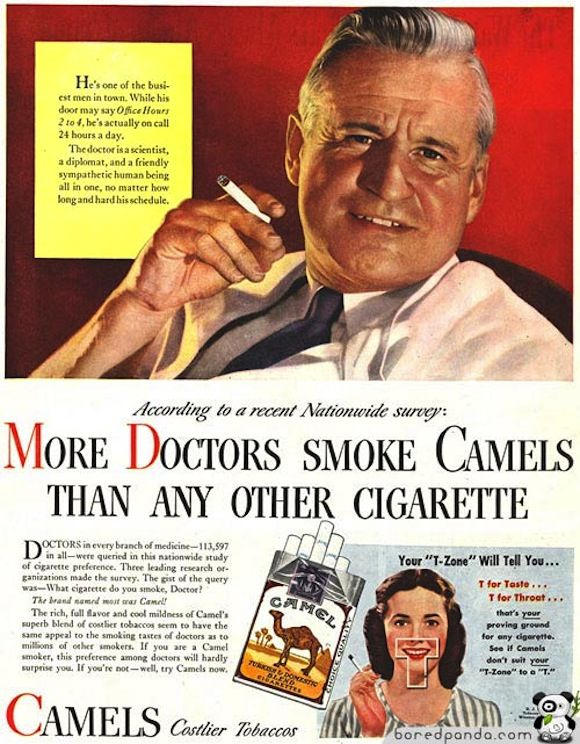 He's one of the busi-
est men in town. While his
door may say Office Hours
2 to 4, he's actually on call
24 hours a day.
The doctor is a scientist,
a diplomat, and a friendly
sympathetic human being
all in one, no matter how
long and hard his schedule.
According to a recent Nationwide survey:
MORE DOCTORS SMOKE CAMELS
THAN ANY OTHER CIGARETTE
DOCTORS in every branch of medicine—113,597
in all—were queried in this nationwide study
of cigarette preference. Three leading research or-
ganizations made the survey. The gist of the query
was—What cigarette do you smoke, Doctor?
The brand named most was Camel!
The rich, full flavor and cool mildness of Camel's
superb blend of costlier tobaccos seem to have the
same appeal to the smoking tastes of doctors as to
millions of other smokers. If you are a Camel
smoker, this preference among doctors will hardly
surprise you. If you're not—well, try Camels now.
CAMEL
TURKISH & DOMESTIC
BLEND
CIGARETTES
CHOICE QUALITY
Your "T-Zone" Will Tell You...
T for Taste...
T for Throat...
that's your
proving ground
for any cigarette.
See if Camels
don't suit your
"T-Zone" to a "T."
T
CAMELS Costlier Tobaccos
boredpanda.com